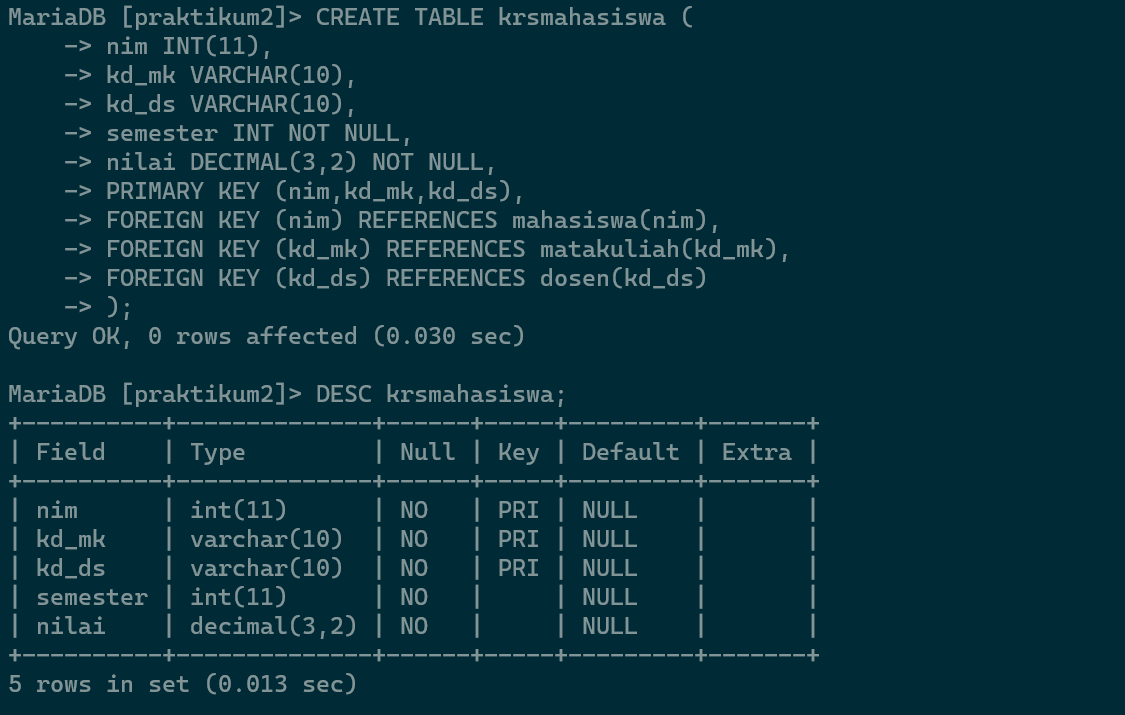 MariaDB [praktikum2]> CREATE TABLE krsmahasiswa (
    -> nim INT(11),
    -> kd_mk VARCHAR(10),
    -> kd_ds VARCHAR(10),
    -> semester INT NOT NULL,
    -> nilai DECIMAL(3,2) NOT NULL,
    -> PRIMARY KEY (nim,kd_mk,kd_ds),
    -> FOREIGN KEY (nim) REFERENCES mahasiswa(nim),
    -> FOREIGN KEY (kd_mk) REFERENCES matakuliah(kd_mk),
    -> FOREIGN KEY (kd_ds) REFERENCES dosen(kd_ds)
    -> );
Query OK, 0 rows affected (0.030 sec)

MariaDB [praktikum2]> DESC krsmahasiswa;
+----------+--------------+------+-----+---------+-------+
| Field    | Type         | Null | Key | Default | Extra |
+----------+--------------+------+-----+---------+-------+
| nim      | int(11)      | NO   | PRI | NULL    |       |
| kd_mk    | varchar(10)  | NO   | PRI | NULL    |       |
| kd_ds    | varchar(10)  | NO   | PRI | NULL    |       |
| semester | int(11)      | NO   |     | NULL    |       |
| nilai    | decimal(3,2) | NO   |     | NULL    |       |
+----------+--------------+------+-----+---------+-------+
5 rows in set (0.013 sec)